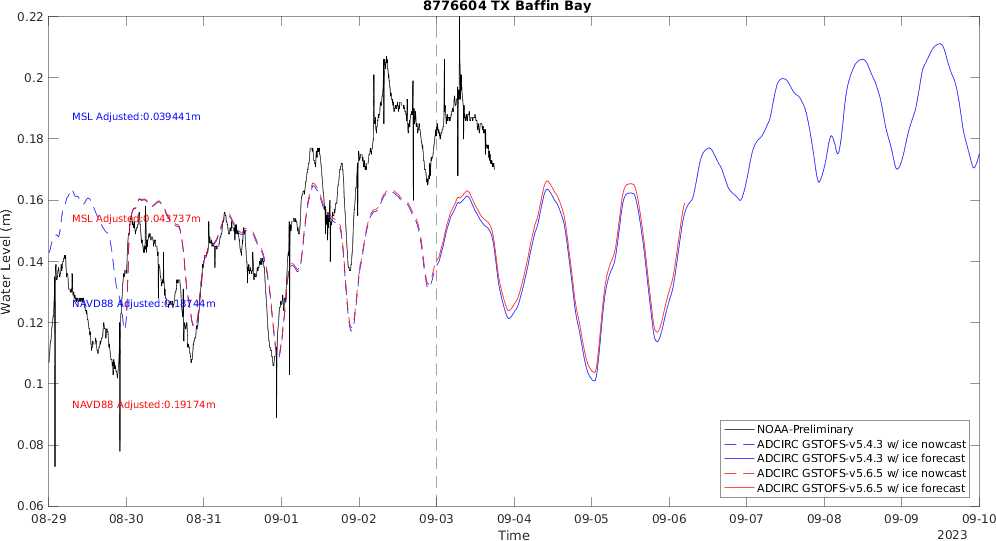 8776604 TX Baffin Bay
0.22
0.2
0.18
0.16
0.14
0.12
0.1
0.08
0.06
Water Level (m)
MSL Adjusted:0.039441m
MSL Adjusted:0.043737m
NAVD88 Adjusted:0.18744m
NAVD88 Adjusted:0.19174m
NOAA-Preliminary
ADCIRC GSTOFS-v5.4.3 w/ ice nowcast
ADCIRC GSTOFS-v5.4.3 w/ ice forecast
ADCIRC GSTOFS-v5.6.5 w/ ice nowcast
ADCIRC GSTOFS-v5.6.5 w/ ice forecast
08-29 08-30 08-31 09-01 09-02 09-03 09-04 09-05 09-06 09-07 09-08 09-09 09-10
Time
2023